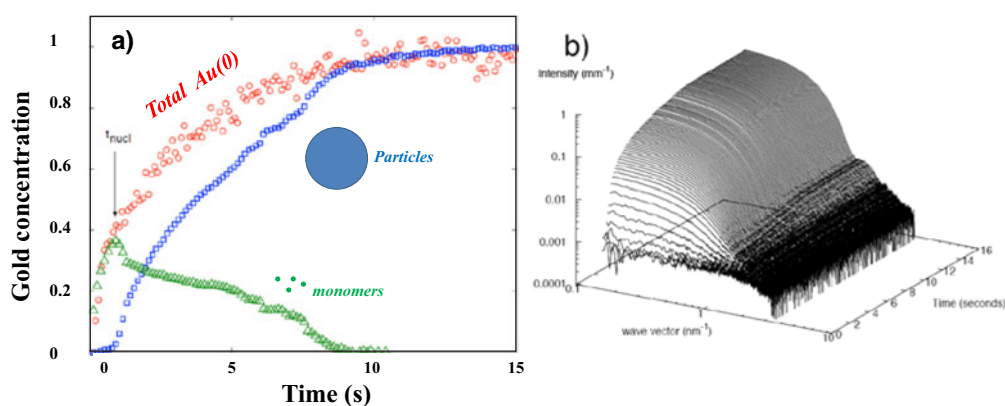 a)
Total Au(0)
tnucl
Particles
monomers
Gold concentration
1
0.8
0.6
0.4
0.2
0
0 5 10 15
Time (s)
b)
Intensity (mm⁻¹)
1
0.1
0.01
0.001
0.0001
0.1
1
10
wave vector (nm⁻¹)
0 2 4 6 8 10 12 14 16
Time (seconds)